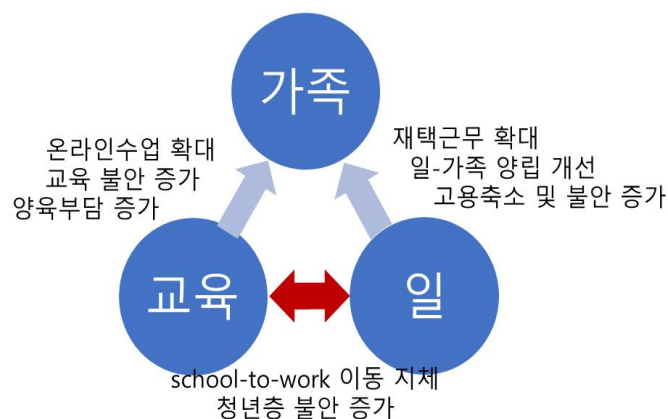 가족
온라인수업 확대
교육 불안 증가
양육부담 증가
재택근무 확대
일-가족 양립 개선
고용축소 및 불안 증가
교육
일
school-to-work 이동 지체
청년층 불안 증가